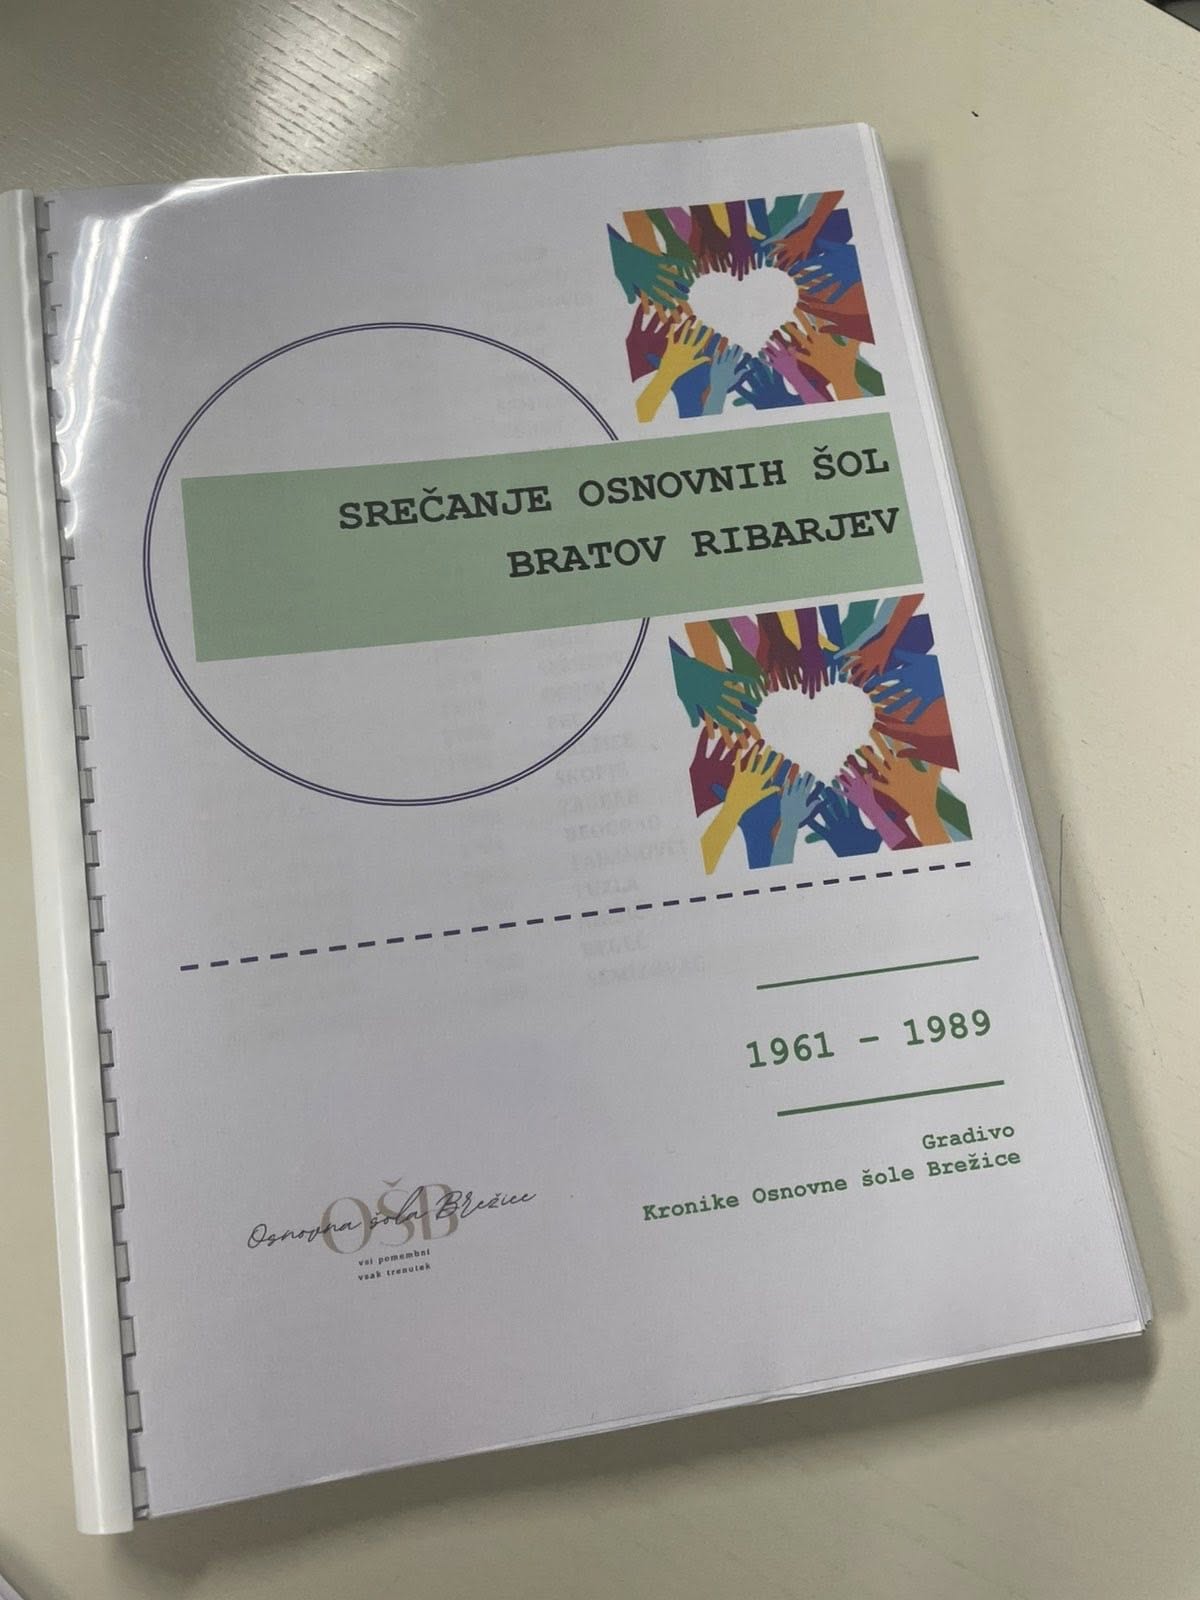 SREČANJE OSNOVNIH ŠOL
BRATOV RIBARJEV
1961 – 1989
Gradivo
Kronike Osnovne šole Brežice
OŠB
Osnovna šola Brežice
vsi pomembni
vsak trenutek